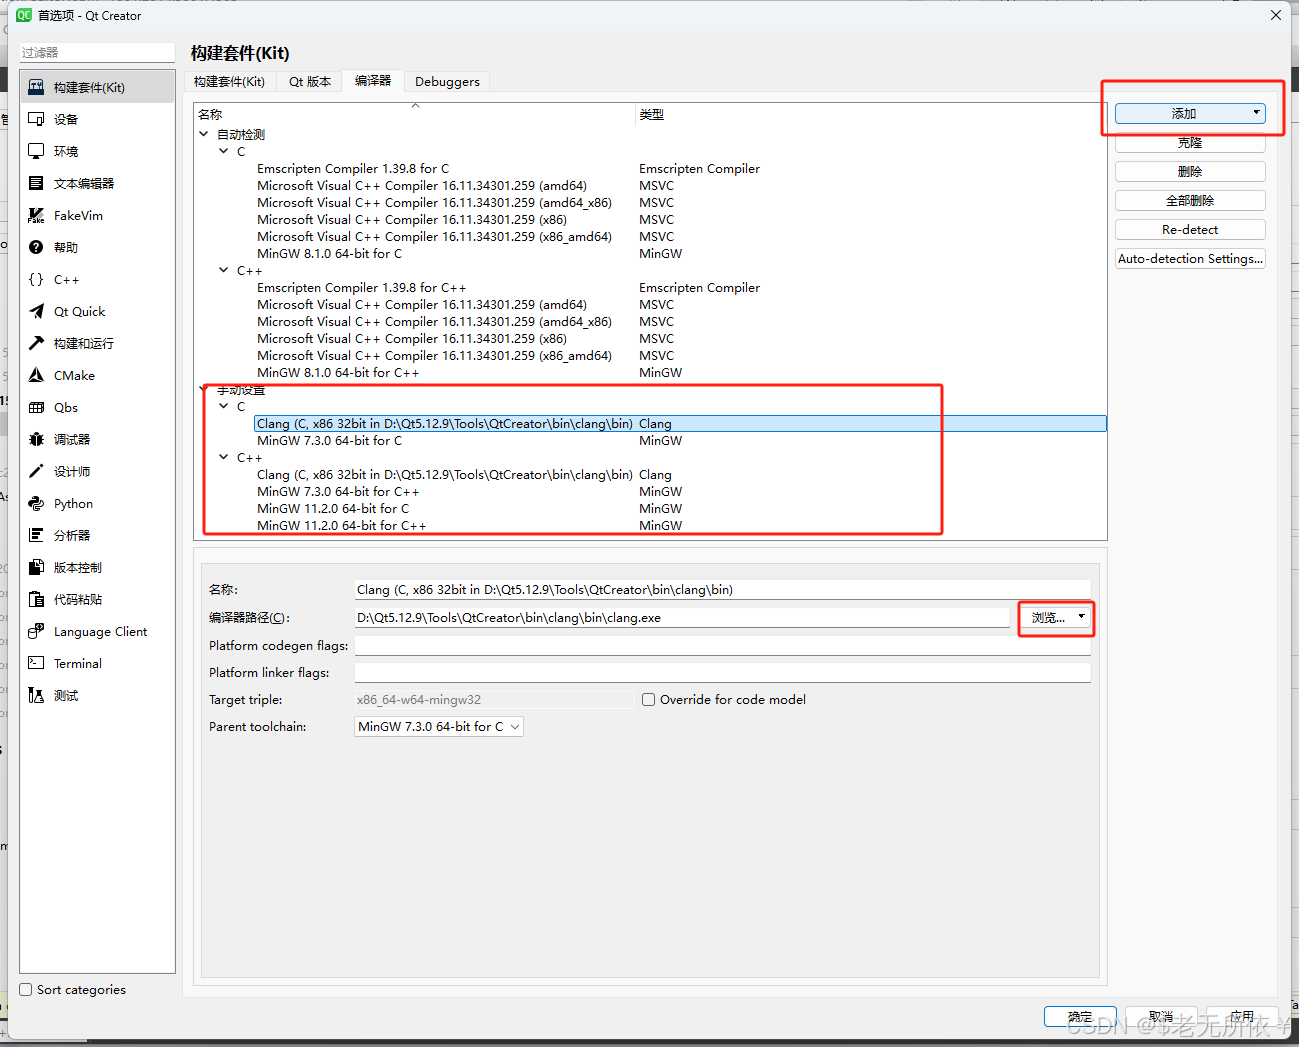 首选项 - Qt Creator
过滤器
构建套件(Kit)
设备
环境
文本编辑器
FakeVim
帮助
C++
Qt Quick
构建和运行
CMake
Qbs
调试器
设计师
Python
分析器
版本控制
代码粘贴
Language Client
Terminal
测试
Sort categories
构建套件(Kit)
构建套件(Kit) Qt 版本 编译器 Debuggers
名称 类型
自动检测
C
Emscripten Compiler 1.39.8 for C Emscripten Compiler
Microsoft Visual C++ Compiler 16.11.34301.259 (amd64) MSVC
Microsoft Visual C++ Compiler 16.11.34301.259 (amd64_x86) MSVC
Microsoft Visual C++ Compiler 16.11.34301.259 (x86) MSVC
Microsoft Visual C++ Compiler 16.11.34301.259 (x86_amd64) MSVC
MinGW 8.1.0 64-bit for C MinGW
C++
Emscripten Compiler 1.39.8 for C++ Emscripten Compiler
Microsoft Visual C++ Compiler 16.11.34301.259 (amd64) MSVC
Microsoft Visual C++ Compiler 16.11.34301.259 (amd64_x86) MSVC
Microsoft Visual C++ Compiler 16.11.34301.259 (x86) MSVC
Microsoft Visual C++ Compiler 16.11.34301.259 (x86_amd64) MSVC
MinGW 8.1.0 64-bit for C++ MinGW
手动设置
C
Clang (C, x86 32bit in D:\Qt5.12.9\Tools\QtCreator\bin\clang\bin) Clang
MinGW 7.3.0 64-bit for C MinGW
C++
Clang (C, x86 32bit in D:\Qt5.12.9\Tools\QtCreator\bin\clang\bin) Clang
MinGW 7.3.0 64-bit for C++ MinGW
MinGW 11.2.0 64-bit for C MinGW
MinGW 11.2.0 64-bit for C++ MinGW
添加
克隆
删除
全部删除
Re-detect
Auto-detection Settings...
名称: Clang (C, x86 32bit in D:\Qt5.12.9\Tools\QtCreator\bin\clang\bin)
编译器路径(C): D:\Qt5.12.9\Tools\QtCreator\bin\clang\bin\clang.exe 浏览...
Platform codegen flags:
Platform linker flags:
Target triple: x86_64-w64-mingw32 Override for code model
Parent toolchain: MinGW 7.3.0 64-bit for C
确定 取消 应用
CSDN @$老无所依¥